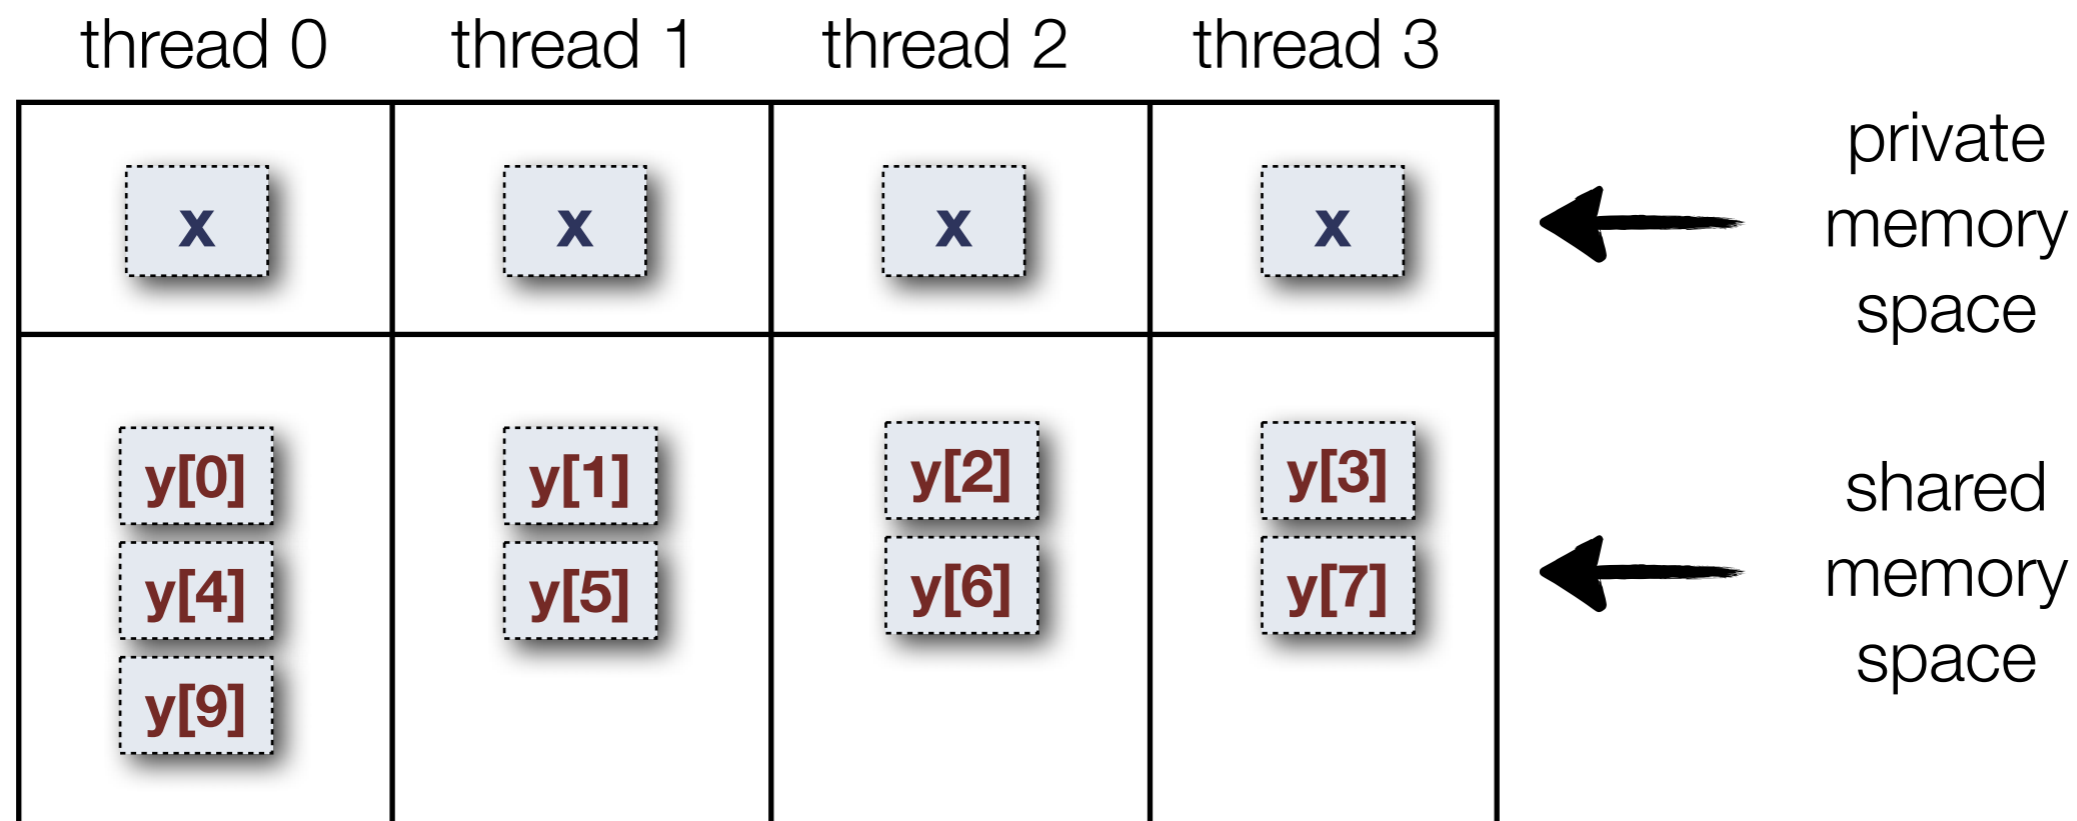 thread 0 thread 1 thread 2 thread 3
x x x x
private
memory
space
y[0] y[1] y[2] y[3]
y[4] y[5] y[6] y[7]
y[9]
shared
memory
space